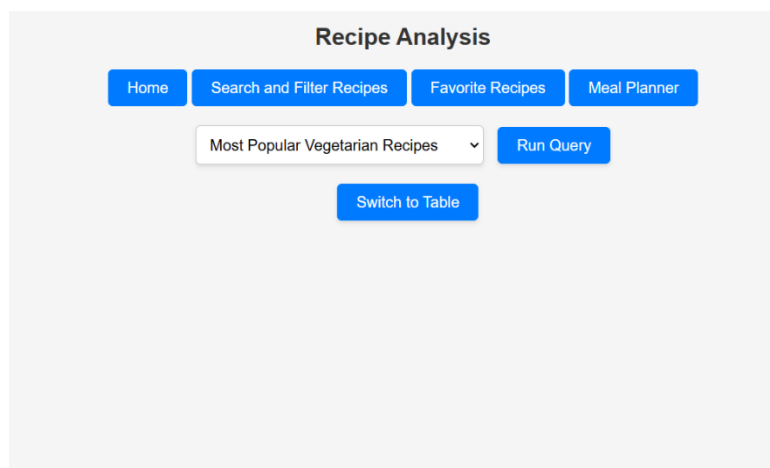 Recipe Analysis
Home Search and Filter Recipes Favorite Recipes Meal Planner
Most Popular Vegetarian Recipes Run Query
Switch to Table